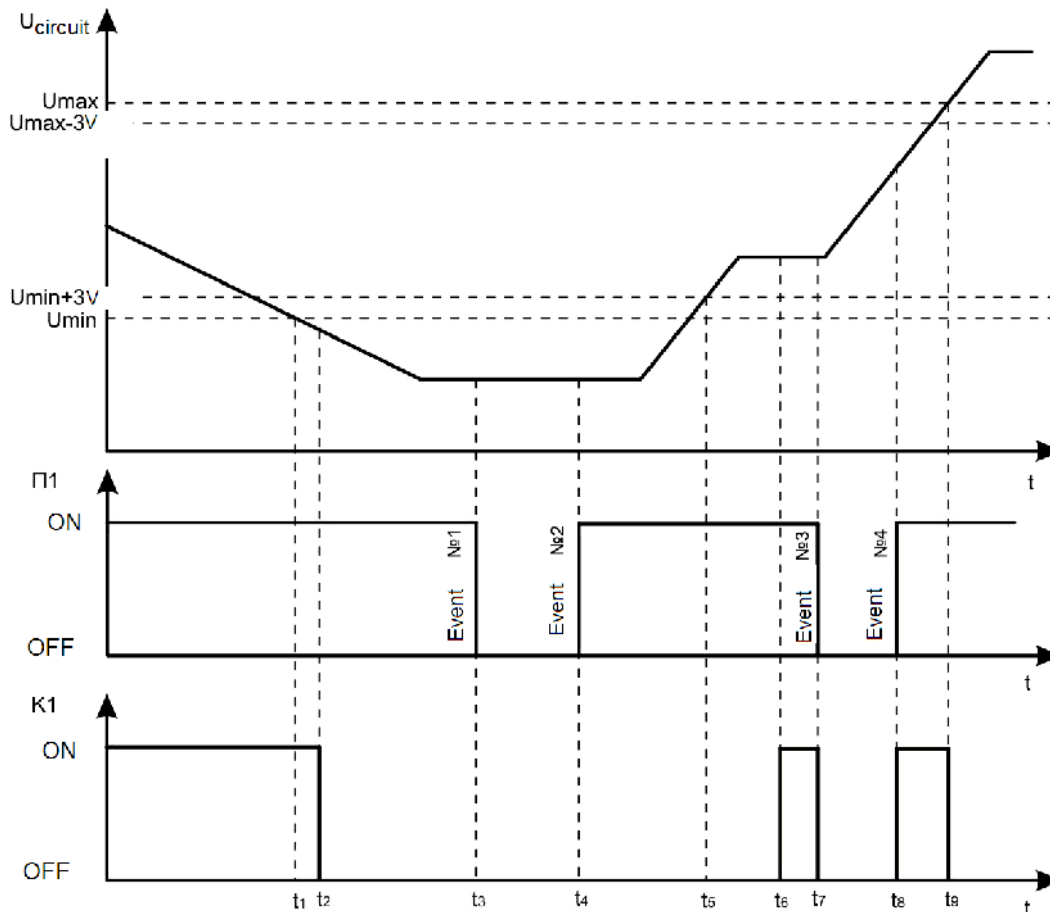 Ucircuit
Umax
Umax-3V
Umin+3V
Umin
t
П1
ON
Event №1
Event №2
Event №3
Event №4
OFF
t
K1
ON
OFF
t1 t2 t3 t4 t5 t6 t7 t8 t9 t